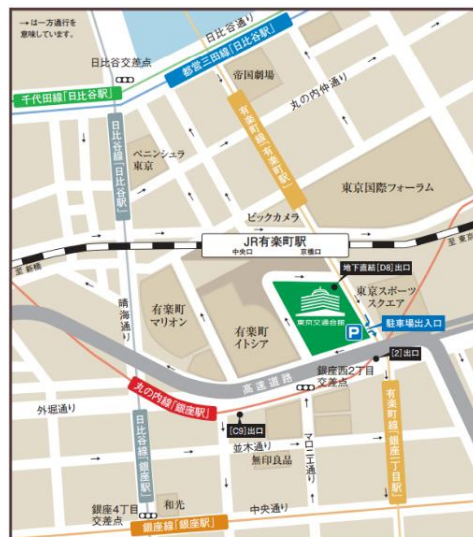 →は一方通行を
意味しています。
日比谷通り
日比谷交差点
都営三田線「日比谷駅」
千代田線「日比谷駅」
帝国劇場
丸の内仲通り
日比谷線「日比谷駅」
有楽町線「有楽町駅」
ペニンシュラ
東京
東京国際フォーラム
ビックカメラ
JR有楽町駅
中央口
京橋口
至 新橋
至 東京
地下直結[D8]出口
晴海通り
有楽町
マリオン
有楽町
イトシア
東京交通会館
東京スポーツ
スクエア
P
駐車場出入口
[2]出口
高速道路
銀座西2丁目
交差点
丸の内線「銀座駅」
外堀通り
[C9]出口
並木通り
日比谷線「銀座駅」
無印良品
マロニエ通り
有楽町線「銀座一丁目駅」
銀座4丁目
交差点
和光
中央通り
銀座線「銀座駅」